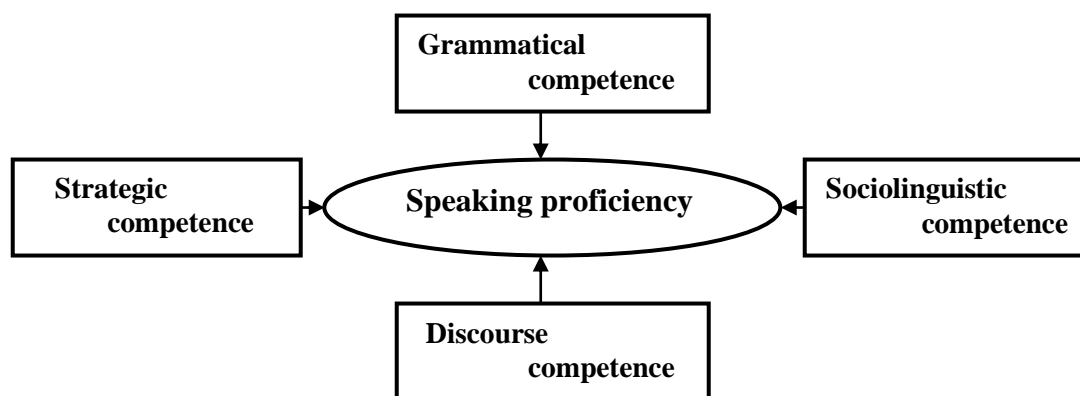 Grammatical
competence
Strategic
competence
Speaking proficiency
Sociolinguistic
competence
Discourse
competence